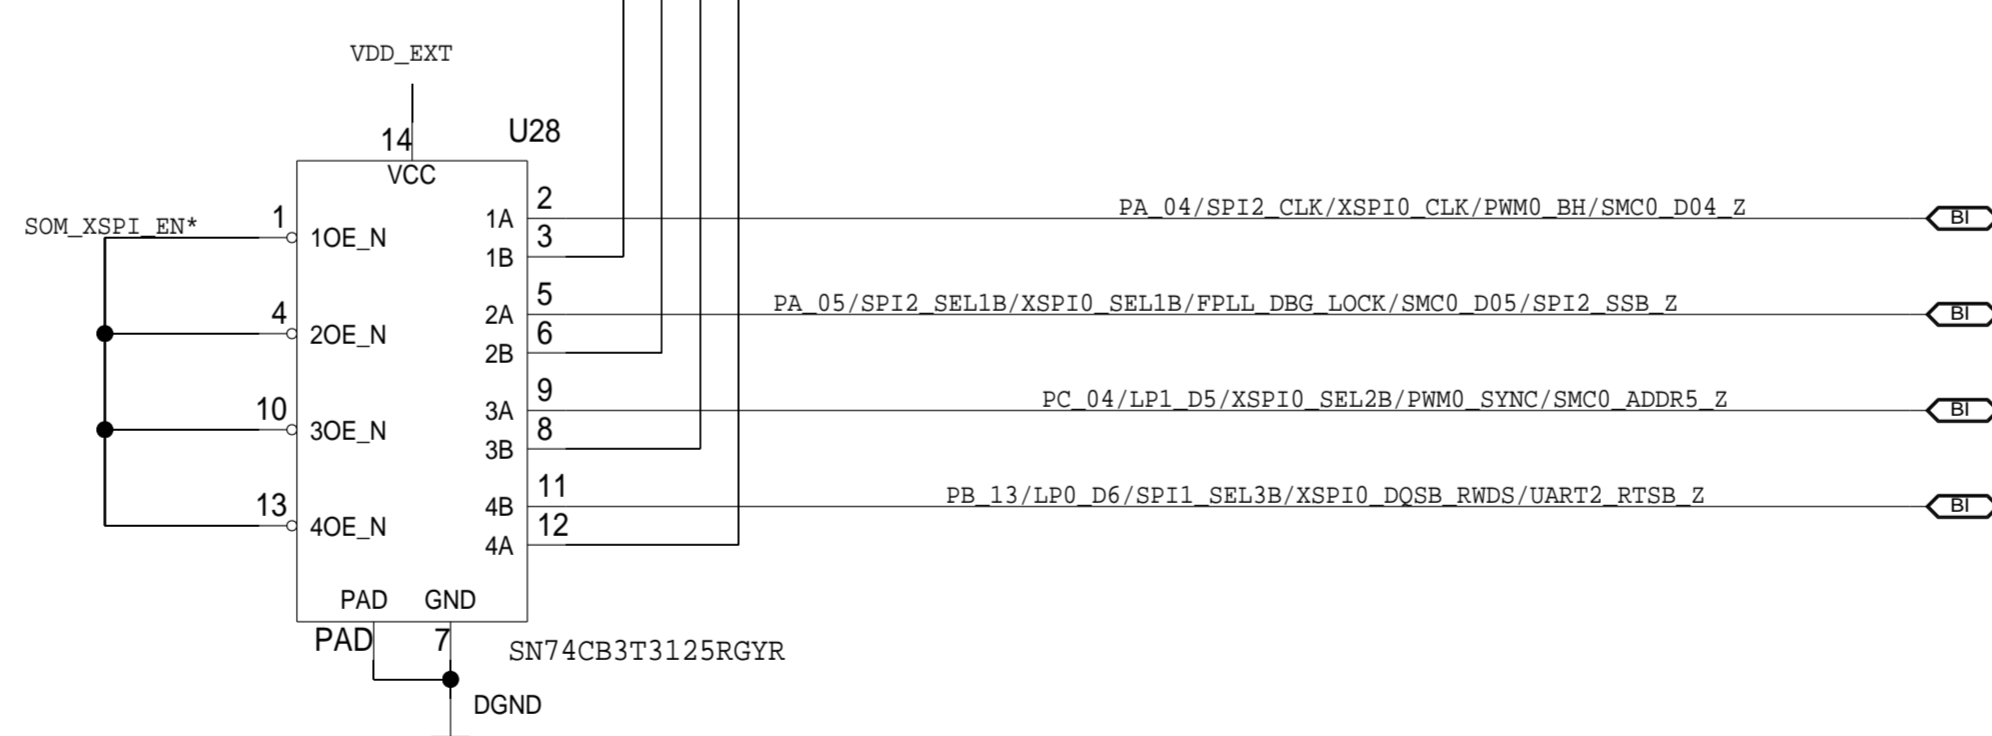 VDD_EXT
14
U28
VCC
SOM_XSPI_EN*
1
1OE_N
1A
2
PA_04/SPI2_CLK/XSPI0_CLK/PWM0_BH/SMC0_D04_Z
BI
1B
3
4
2OE_N
2A
5
PA_05/SPI2_SEL1B/XSPI0_SEL1B/FPLL_DBG_LOCK/SMC0_D05/SPI2_SSB_Z
BI
2B
6
10
3OE_N
3A
9
PC_04/LP1_D5/XSPI0_SEL2B/PWM0_SYNC/SMC0_ADDR5_Z
BI
3B
8
13
4OE_N
4B
11
PB_13/LP0_D6/SPI1_SEL3B/XSPI0_DQSB_RWDS/UART2_RTSB_Z
BI
4A
12
PAD GND
PAD 7
SN74CB3T3125RGYR
DGND